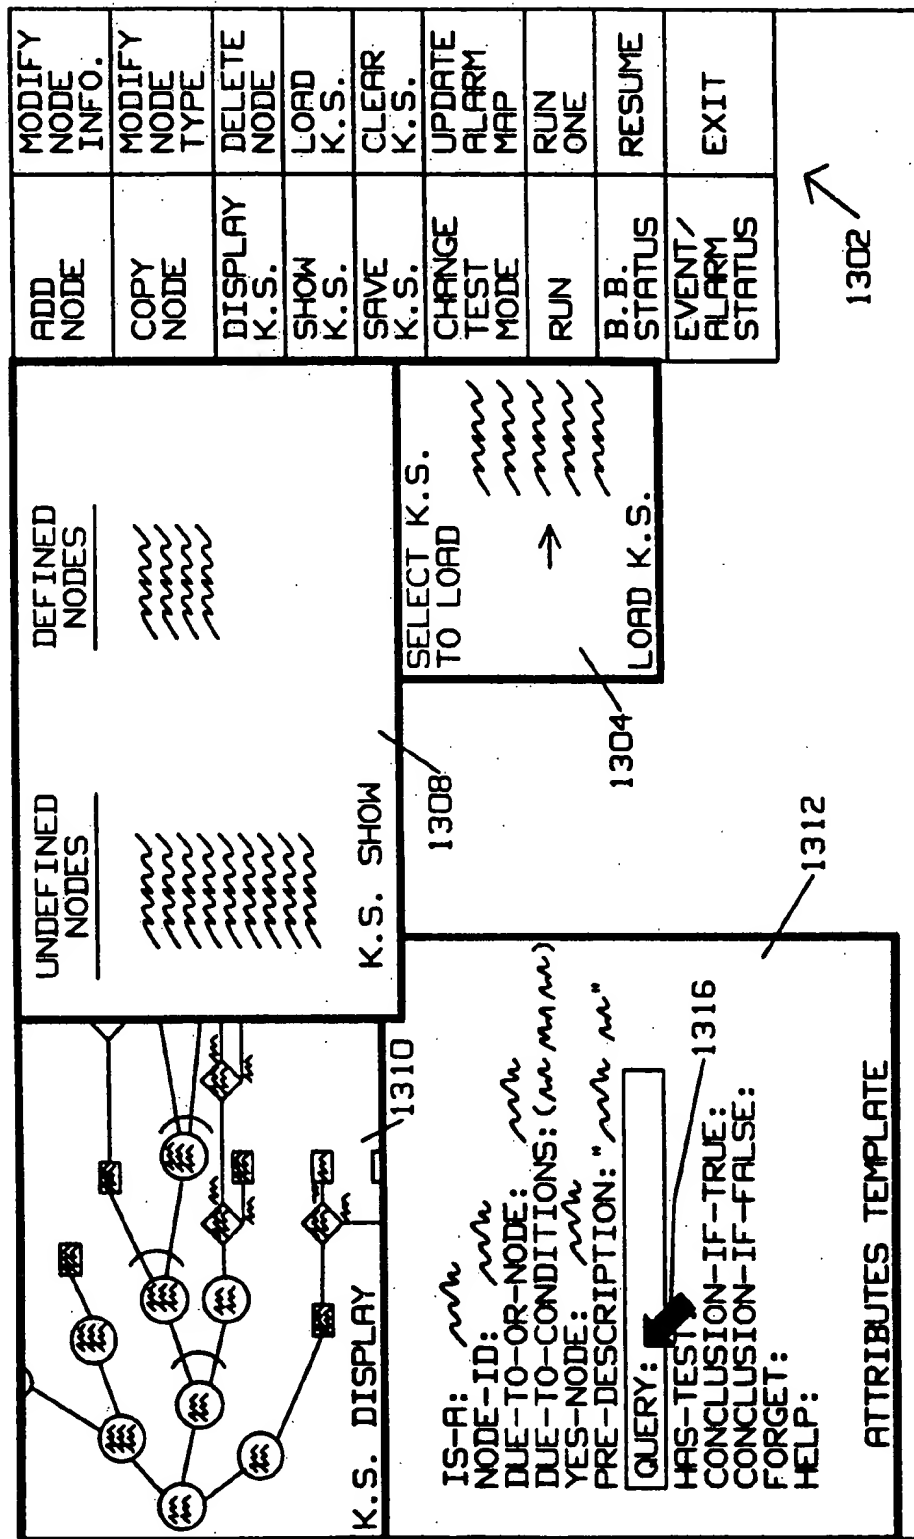 UNDEFINED
NODES
DEFINED
NODES
K.S. SHOW
K.S. DISPLAY
1310
1308
ADD
NODE
MODIFY
NODE
INFO.
COPY
NODE
MODIFY
NODE
TYPE
DISPLAY
K.S.
DELETE
NODE
SHOW
K.S.
LOAD
K.S.
SAVE
K.S.
CLEAR
K.S.
CHANGE
TEST
MODE
UPDATE
ALARM
MAP
RUN
RUN
ONE
B.B.
STATUS
RESUME
EVENT/
ALARM
STATUS
EXIT
1302
SELECT K.S.
TO LOAD
LOAD K.S.
1304
IS-A:
NODE-ID:
DUE-TO-OR-NODE:
DUE-TO-CONDITIONS:( )
YES-NODE:
PRE-DESCRIPTION:" "
QUERY:
HAS-TEST
CONCLUSION-IF-TRUE:
CONCLUSION-IF-FALSE:
FORGET:
HELP:
ATTRIBUTES TEMPLATE
1316
1312